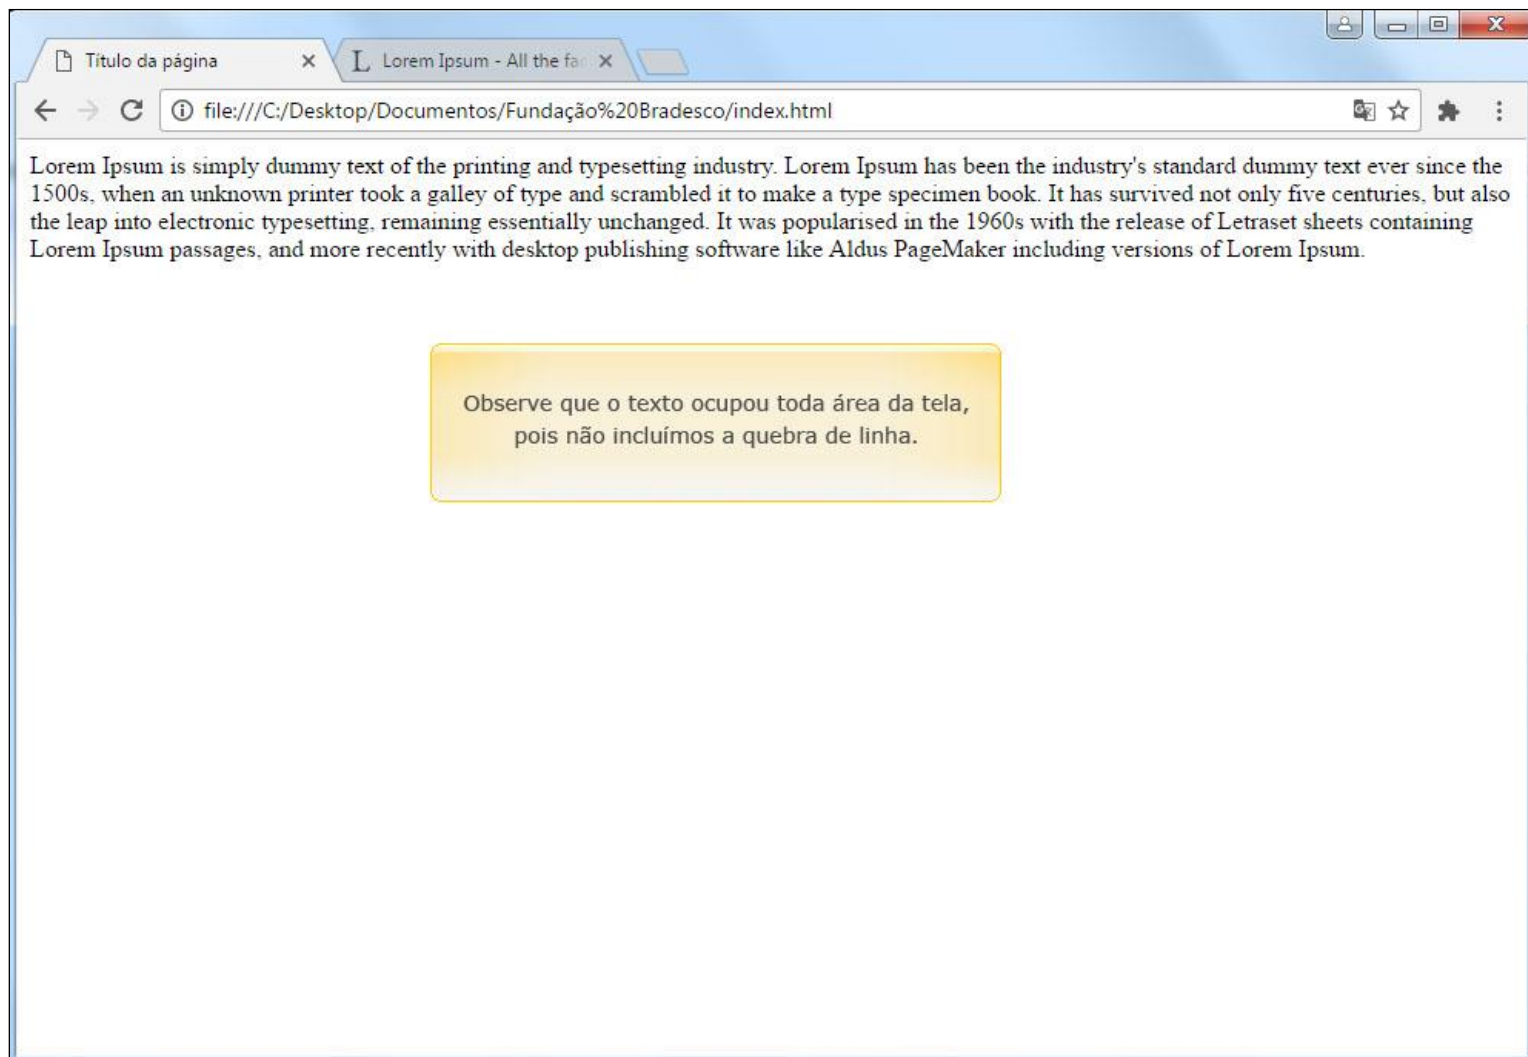 Título da página
Lorem Ipsum - All the fac
file:///C:/Desktop/Documentos/Fundação%20Bradesco/index.html
Lorem Ipsum is simply dummy text of the printing and typesetting industry. Lorem Ipsum has been the industry's standard dummy text ever since the
1500s, when an unknown printer took a galley of type and scrambled it to make a type specimen book. It has survived not only five centuries, but also
the leap into electronic typesetting, remaining essentially unchanged. It was popularised in the 1960s with the release of Letraset sheets containing
Lorem Ipsum passages, and more recently with desktop publishing software like Aldus PageMaker including versions of Lorem Ipsum.
Observe que o texto ocupou toda área da tela,
pois não incluímos a quebra de linha.